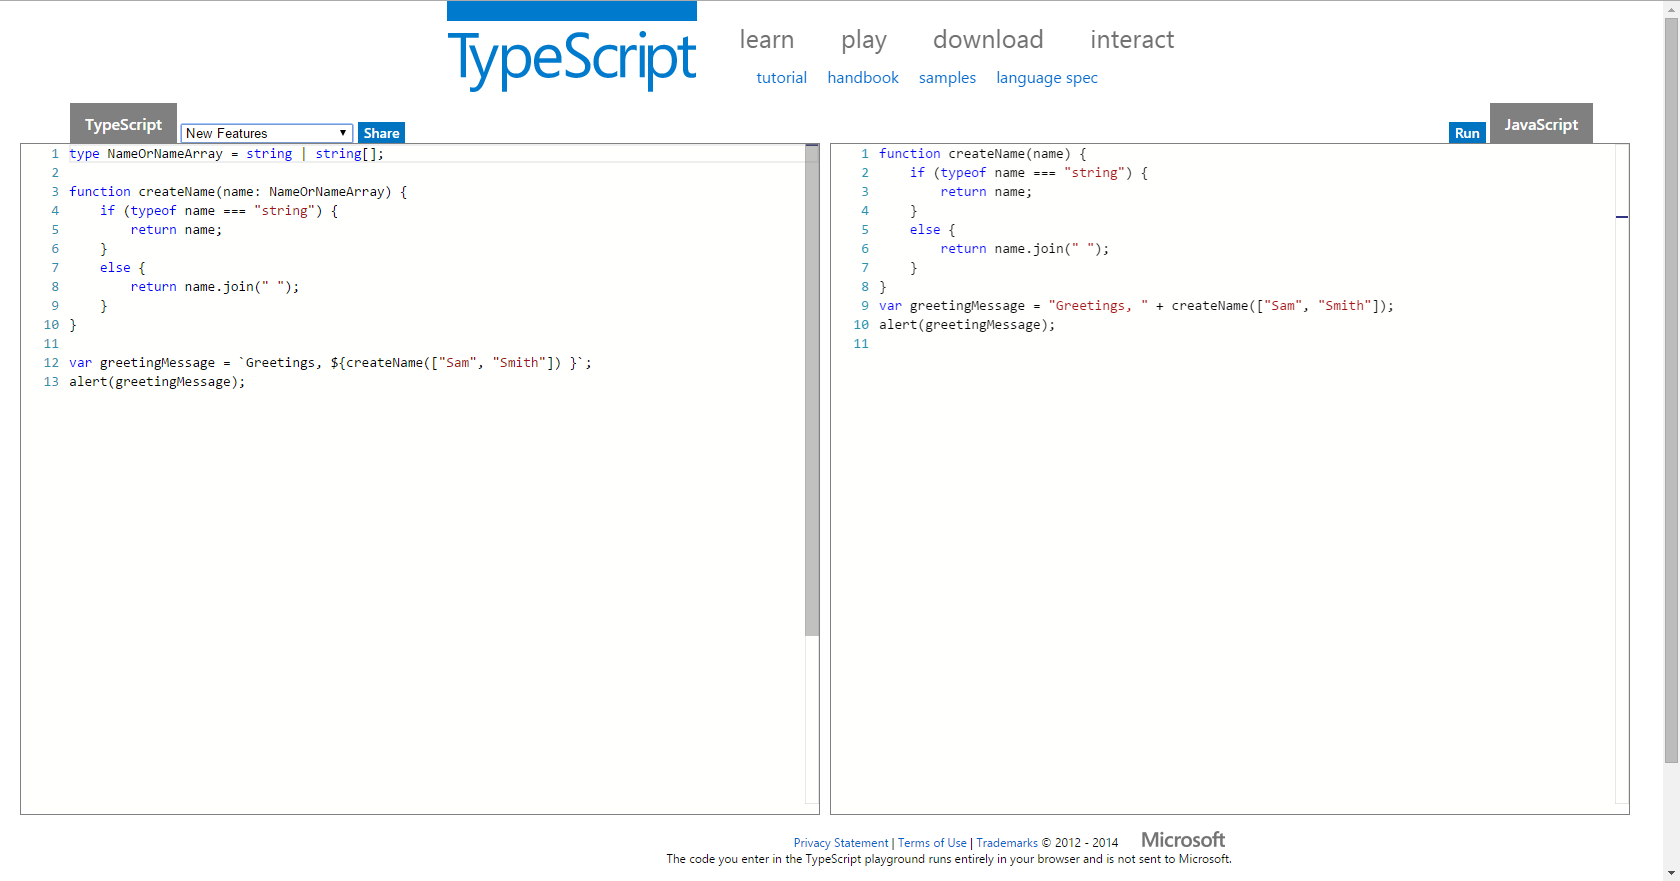 TypeScript
learn play download interact
tutorial handbook samples language spec
TypeScript New Features Share
1 type NameOrNameArray = string | string[];
2
3 function createName(name: NameOrNameArray) {
4 if (typeof name === "string") {
5 return name;
6 }
7 else {
8 return name.join(" ");
9 }
10 }
11
12 var greetingMessage = `Greetings, ${createName(["Sam", "Smith"]) }`;
13 alert(greetingMessage);
Run JavaScript
1 function createName(name) {
2 if (typeof name === "string") {
3 return name;
4 }
5 else {
6 return name.join(" ");
7 }
8 }
9 var greetingMessage = "Greetings, " + createName(["Sam", "Smith"]);
10 alert(greetingMessage);
11
Privacy Statement | Terms of Use | Trademarks © 2012 - 2014 Microsoft
The code you enter in the TypeScript playground runs entirely in your browser and is not sent to Microsoft.